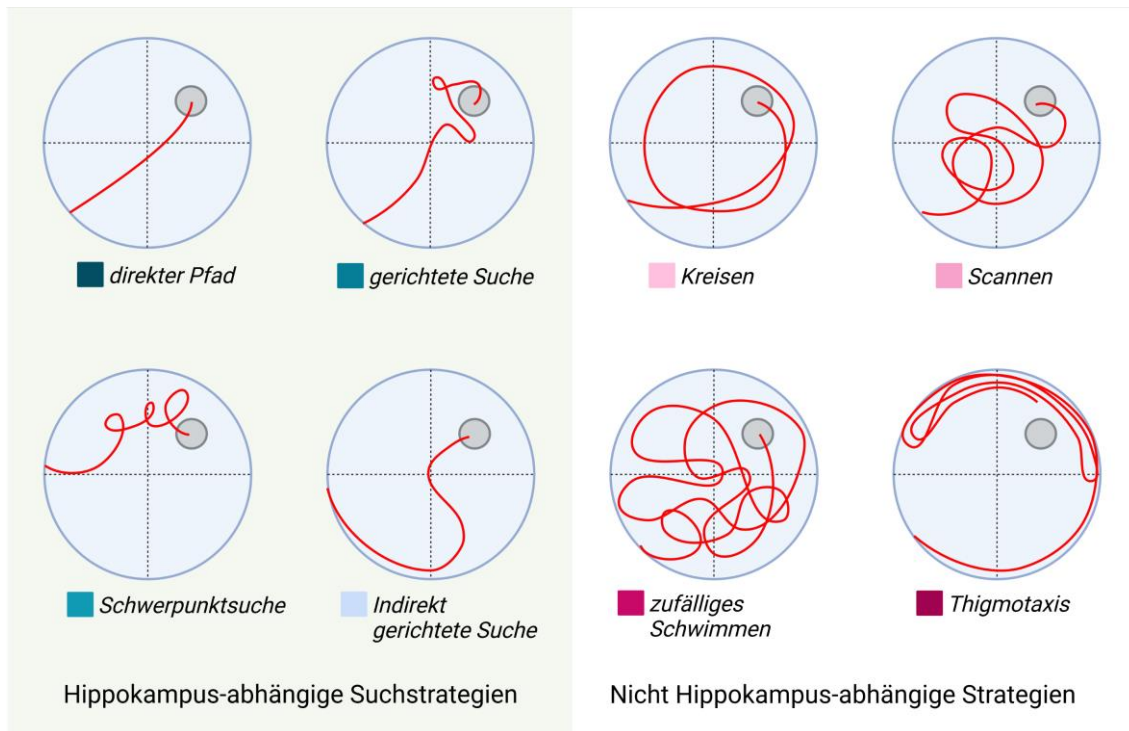 direkter Pfad
gerichtete Suche
Kreisen
Scannen
Schwerpunktsuche
Indirekt
gerichtete Suche
zufälliges
Schwimmen
Thigmotaxis
Hippokampus-abhängige Suchstrategien
Nicht Hippokampus-abhängige Strategien